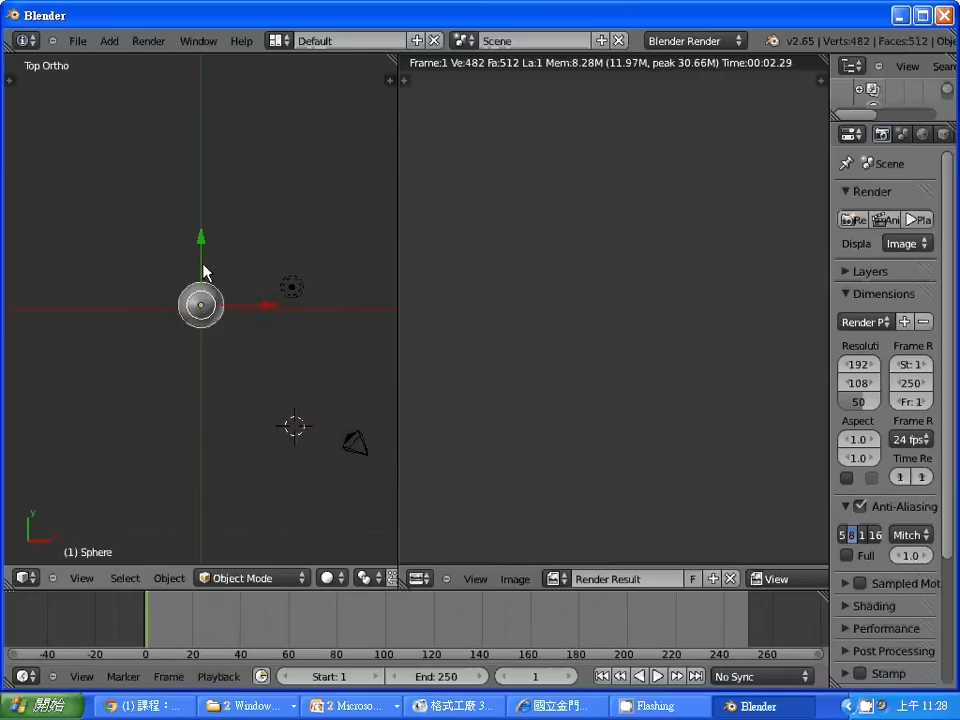 Blender
File Add Render Window Help Default Scene Blender Render v2.65 | Verts:482 | Faces:512 | Obje
Top Ortho
Frame:1 Ve:482 Fa:512 La:1 Mem:8.28M (11.97M, peak 30.66M) Time:00:02.29
View Sear
Scene
Render
Re Ani Pla
Displa Image
Layers
Dimensions
Render P
Resoluti Frame R
192 St: 1
108 250
50 Fr: 1
Aspect Frame R
1.0 24 fps
1.0 Time Re
1 1
Anti-Aliasing
5 8 1 16 Mitch
Full 1.0
Sampled Mot
Shading
Performance
Post Processing
Stamp
y
(1) Sphere
View Select Object Object Mode
View Image Render Result F View
-40 -20 0 20 40 60 80 100 120 140 160 180 200 220 240 260
View Marker Frame Playback Start: 1 End: 250 1 No Sync
開始 (1) 課程： ... 2 Window... 2 Microso... 格式工廠 3... 國立金門... Flashing Blender 上午 11:28